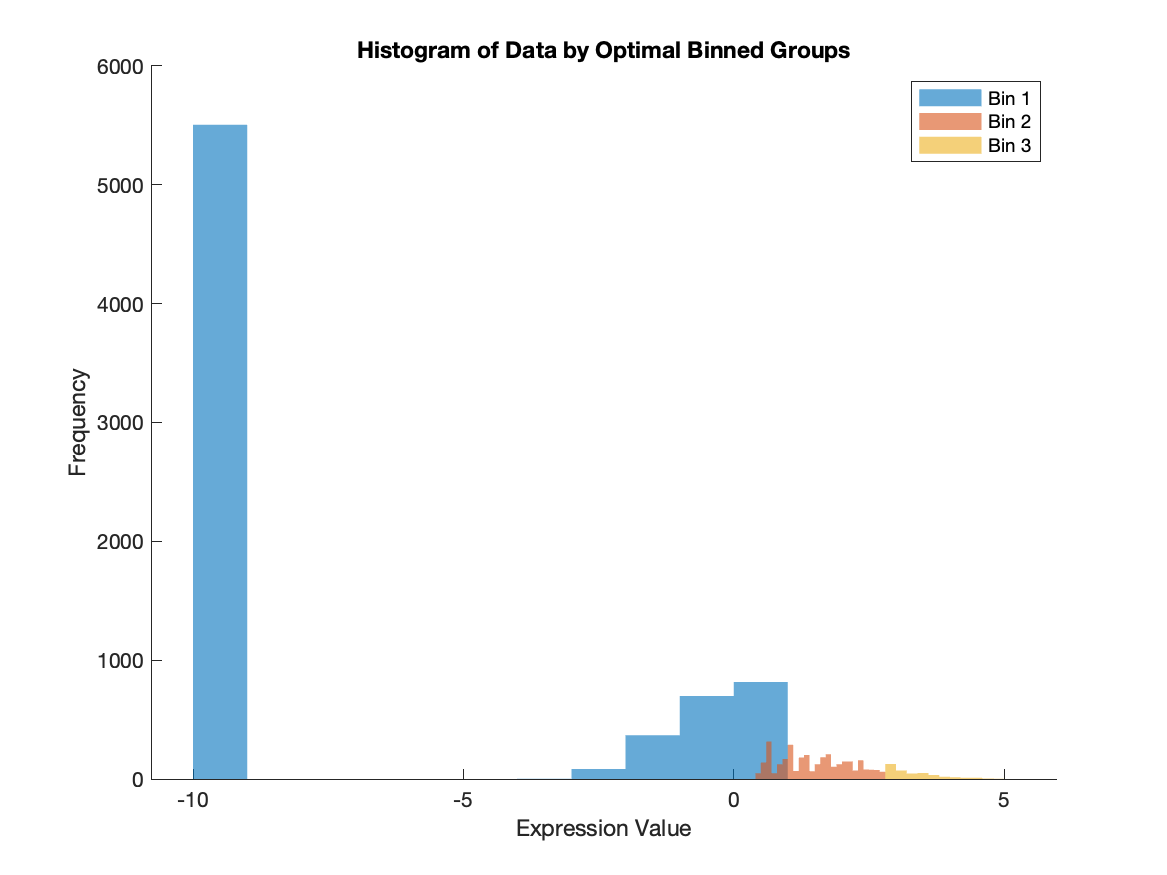 Histogram of Data by Optimal Binned Groups
6000
5000
4000
3000
2000
1000
0
Frequency
Bin 1
Bin 2
Bin 3
-10
-5
0
5
Expression Value